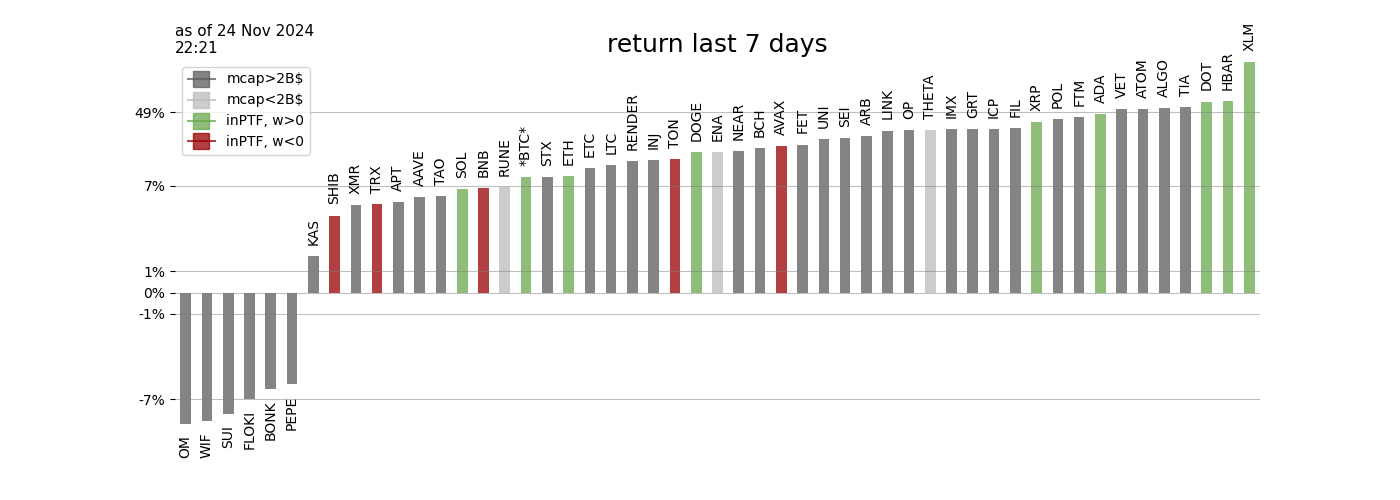 as of 24 Nov 2024
22:21
return last 7 days
mcap>2B$
mcap<2B$
inPTF, w>0
inPTF, w<0
49%
7%
1%
0%
-1%
-7%
OM
WIF
SUI
FLOKI
BONK
PEPE
KAS
SHIB
XMR
TRX
APT
AAVE
TAO
SOL
BNB
RUNE
*BTC*
STX
ETH
ETC
LTC
RENDER
INJ
TON
DOGE
ENA
NEAR
BCH
AVAX
FET
UNI
SEI
ARB
LINK
OP
THETA
IMX
GRT
ICP
FIL
XRP
POL
FTM
ADA
VET
ATOM
ALGO
TIA
DOT
HBAR
XLM